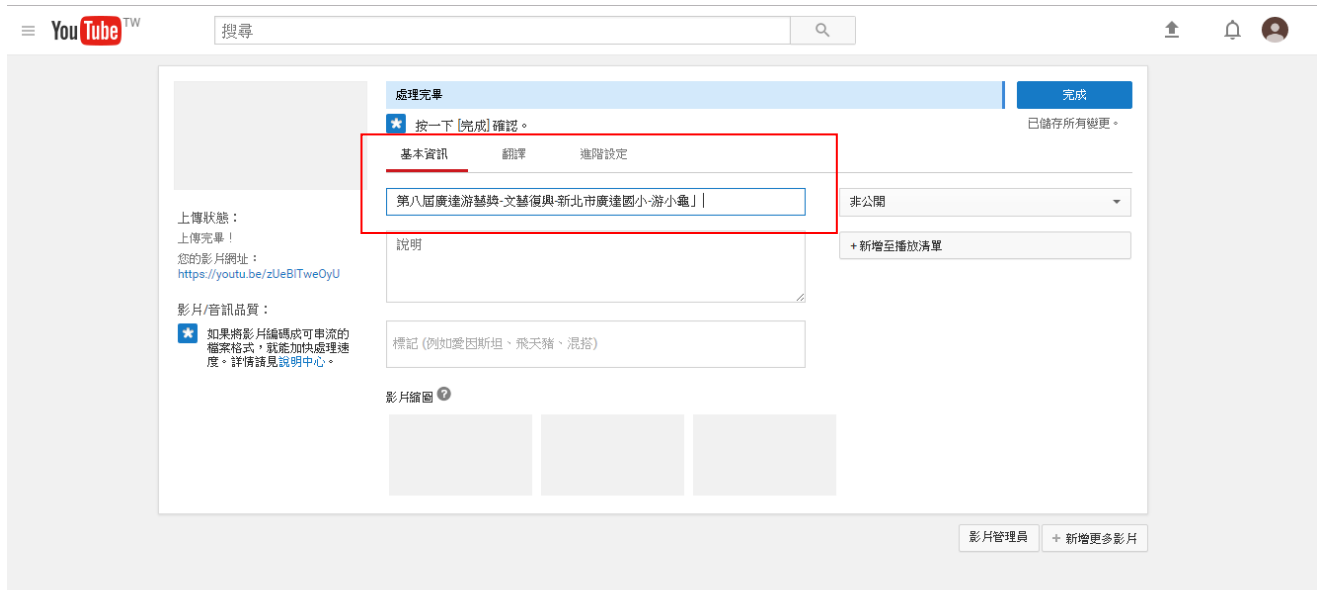 YouTube TW
搜尋
處理完畢
完成
按一下 [完成] 確認。
已儲存所有變更。
基本資訊 翻譯 進階設定
第八屆廣達游藝獎-文藝復興-新北市廣達國小-游小龜」
非公開
說明
+ 新增至播放清單
上傳狀態：
上傳完畢！
您的影片網址：
https://youtu.be/zUeBITweOyU
影片/音訊品質：
如果將影片編碼成可串流的
檔案格式，就能加快處理速
度。詳情請見說明中心。
標記 (例如愛因斯坦、飛天豬、混搭)
影片縮圖 ?
影片管理員
+ 新增更多影片